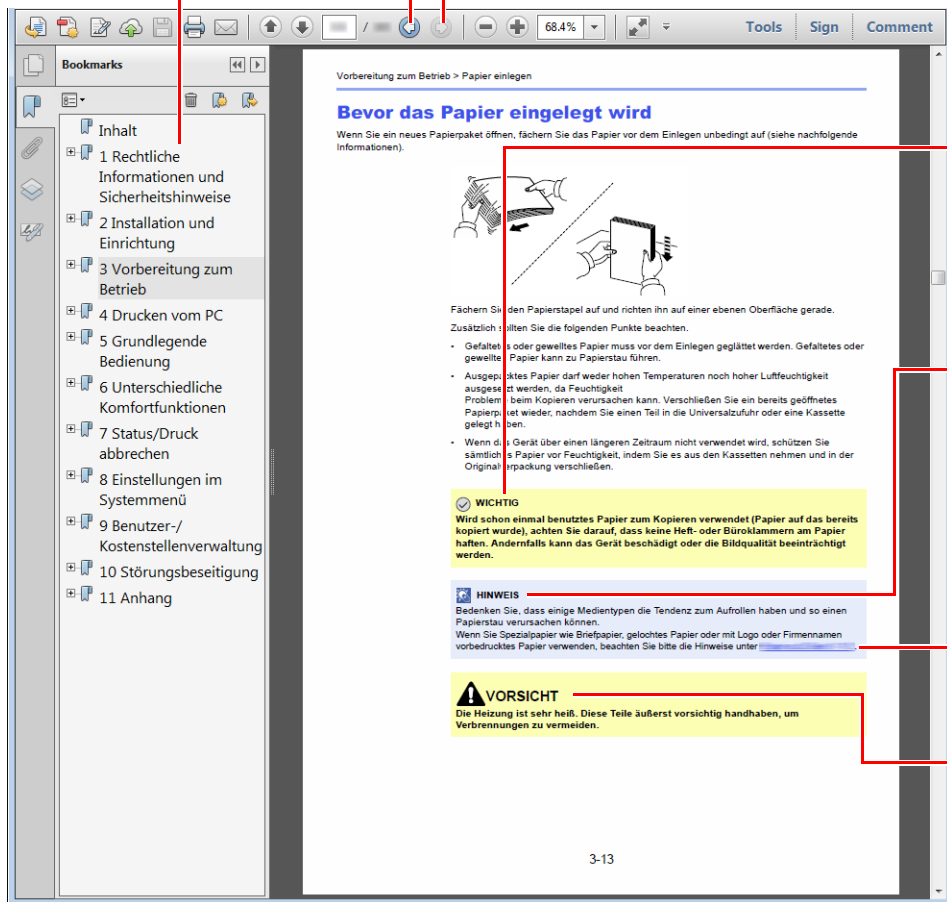 /
68.4%
Tools
Sign
Comment
Bookmarks
Inhalt
1 Rechtliche
Informationen und
Sicherheitshinweise
2 Installation und
Einrichtung
3 Vorbereitung zum
Betrieb
4 Drucken vom PC
5 Grundlegende
Bedienung
6 Unterschiedliche
Komfortfunktionen
7 Status/Druck
abbrechen
8 Einstellungen im
Systemmenü
9 Benutzer-/
Kostenstellenverwaltung
10 Störungsbeseitigung
11 Anhang
Vorbereitung zum Betrieb > Papier einlegen
Bevor das Papier eingelegt wird
Wenn Sie ein neues Papierpaket öffnen, fächern Sie das Papier vor dem Einlegen unbedingt auf (siehe nachfolgende
Informationen).
Fächern Sie den Papierstapel auf und richten ihn auf einer ebenen Oberfläche gerade.
Zusätzlich sollten Sie die folgenden Punkte beachten.
• Gefaltetes oder gewelltes Papier muss vor dem Einlegen geglättet werden. Gefaltetes oder
gewelltes Papier kann zu Papierstau führen.
• Ausgepacktes Papier darf weder hohen Temperaturen noch hoher Luftfeuchtigkeit
ausgesetzt werden, da Feuchtigkeit
Probleme beim Kopieren verursachen kann. Verschließen Sie ein bereits geöffnetes
Papierpaket wieder, nachdem Sie einen Teil in die Universalzufuhr oder eine Kassette
gelegt haben.
• Wenn das Gerät über einen längeren Zeitraum nicht verwendet wird, schützen Sie
sämtliches Papier vor Feuchtigkeit, indem Sie es aus den Kassetten nehmen und in der
Originalverpackung verschließen.
WICHTIG
Wird schon einmal benutztes Papier zum Kopieren verwendet (Papier auf das bereits
kopiert wurde), achten Sie darauf, dass keine Heft- oder Büroklammern am Papier
haften. Andernfalls kann das Gerät beschädigt oder die Bildqualität beeinträchtigt
werden.
HINWEIS
Bedenken Sie, dass einige Medientypen die Tendenz zum Aufrollen haben und so einen
Papierstau verursachen können.
Wenn Sie Spezialpapier wie Briefpapier, gelochtes Papier oder mit Logo oder Firmennamen
vorbedrucktes Papier verwenden, beachten Sie bitte die Hinweise unter
VORSICHT
Die Heizung ist sehr heiß. Diese Teile äußerst vorsichtig handhaben, um
Verbrennungen zu vermeiden.
3-13